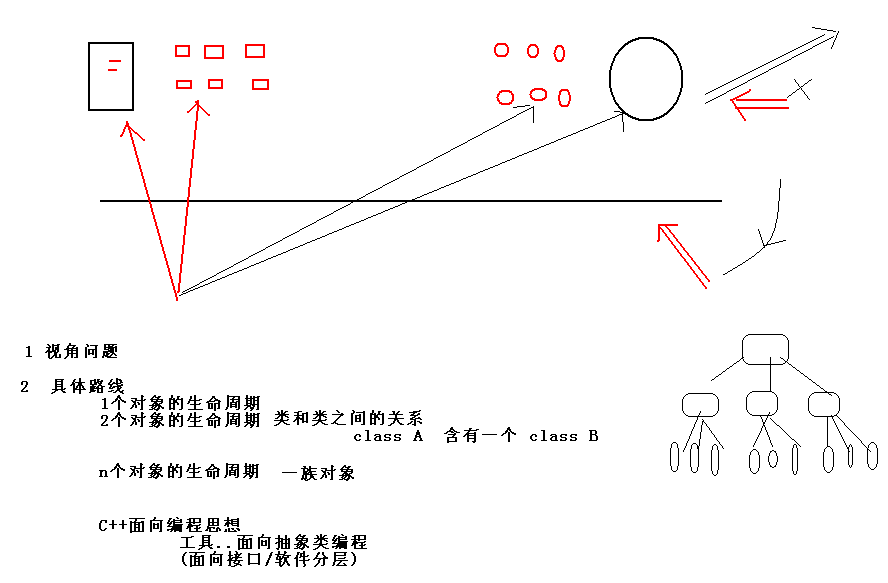 1 视角问题
2 具体路线
1个对象的生命周期
2个对象的生命周期 类和类之间的关系
class A 含有一个 class B
n个对象的生命周期 一族对象
C++面向编程思想
工具..面向抽象类编程
(面向接口/软件分层)